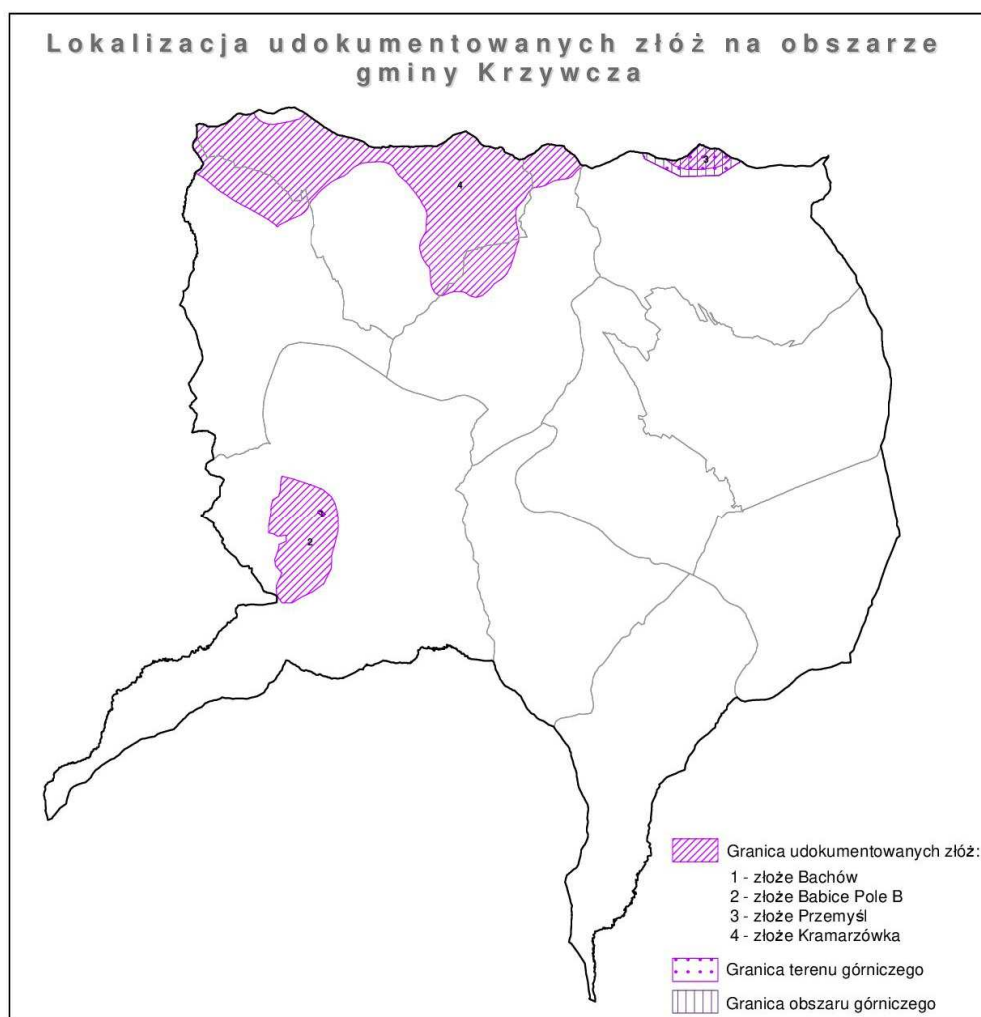 Lokalizacja udokumentowanych złóż na obszarze
gminy Krzywcza
4
3
2
Granica udokumentowanych złóż:
1 - złoże Bachów
2 - złoże Babice Pole B
3 - złoże Przemyśl
4 - złoże Kramarzówka
Granica terenu górniczego
Granica obszaru górniczego